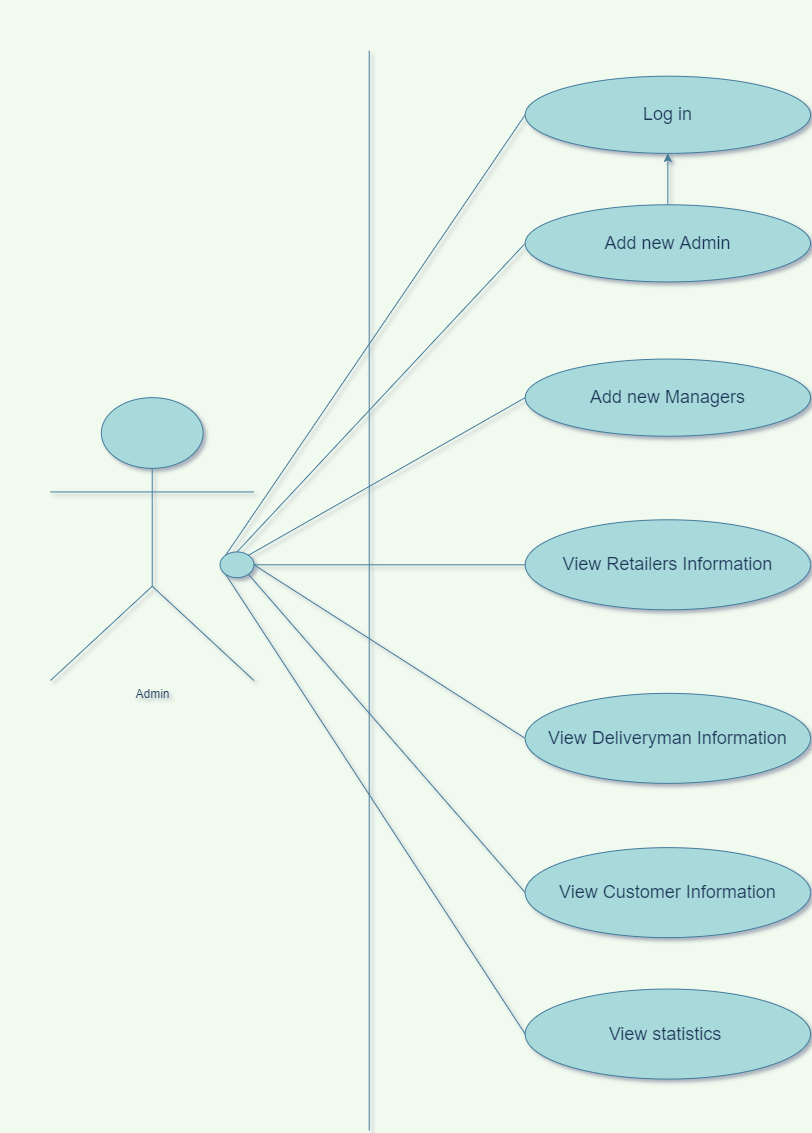 Log in
Add new Admin
Add new Managers
View Retailers Information
Admin
View Deliveryman Information
View Customer Information
View statistics